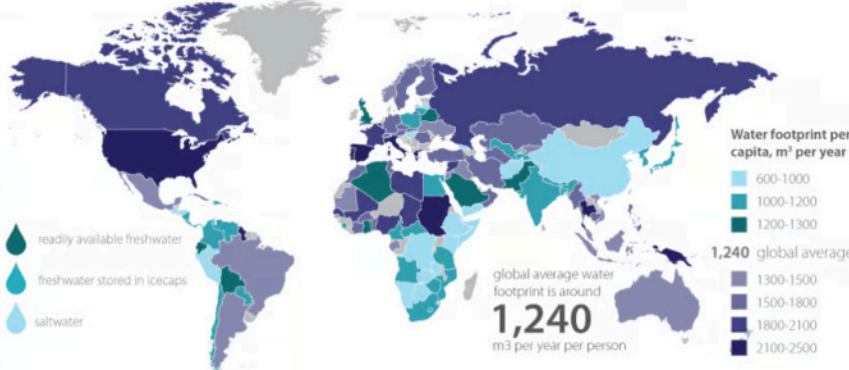 readily available freshwater
freshwater stored in icecaps
saltwater
global average water
footprint is around
1,240
m3 per year per person
Water footprint per
capita, m³ per year
600-1000
1000-1200
1200-1300
1,240 global average
1300-1500
1500-1800
1800-2100
2100-2500